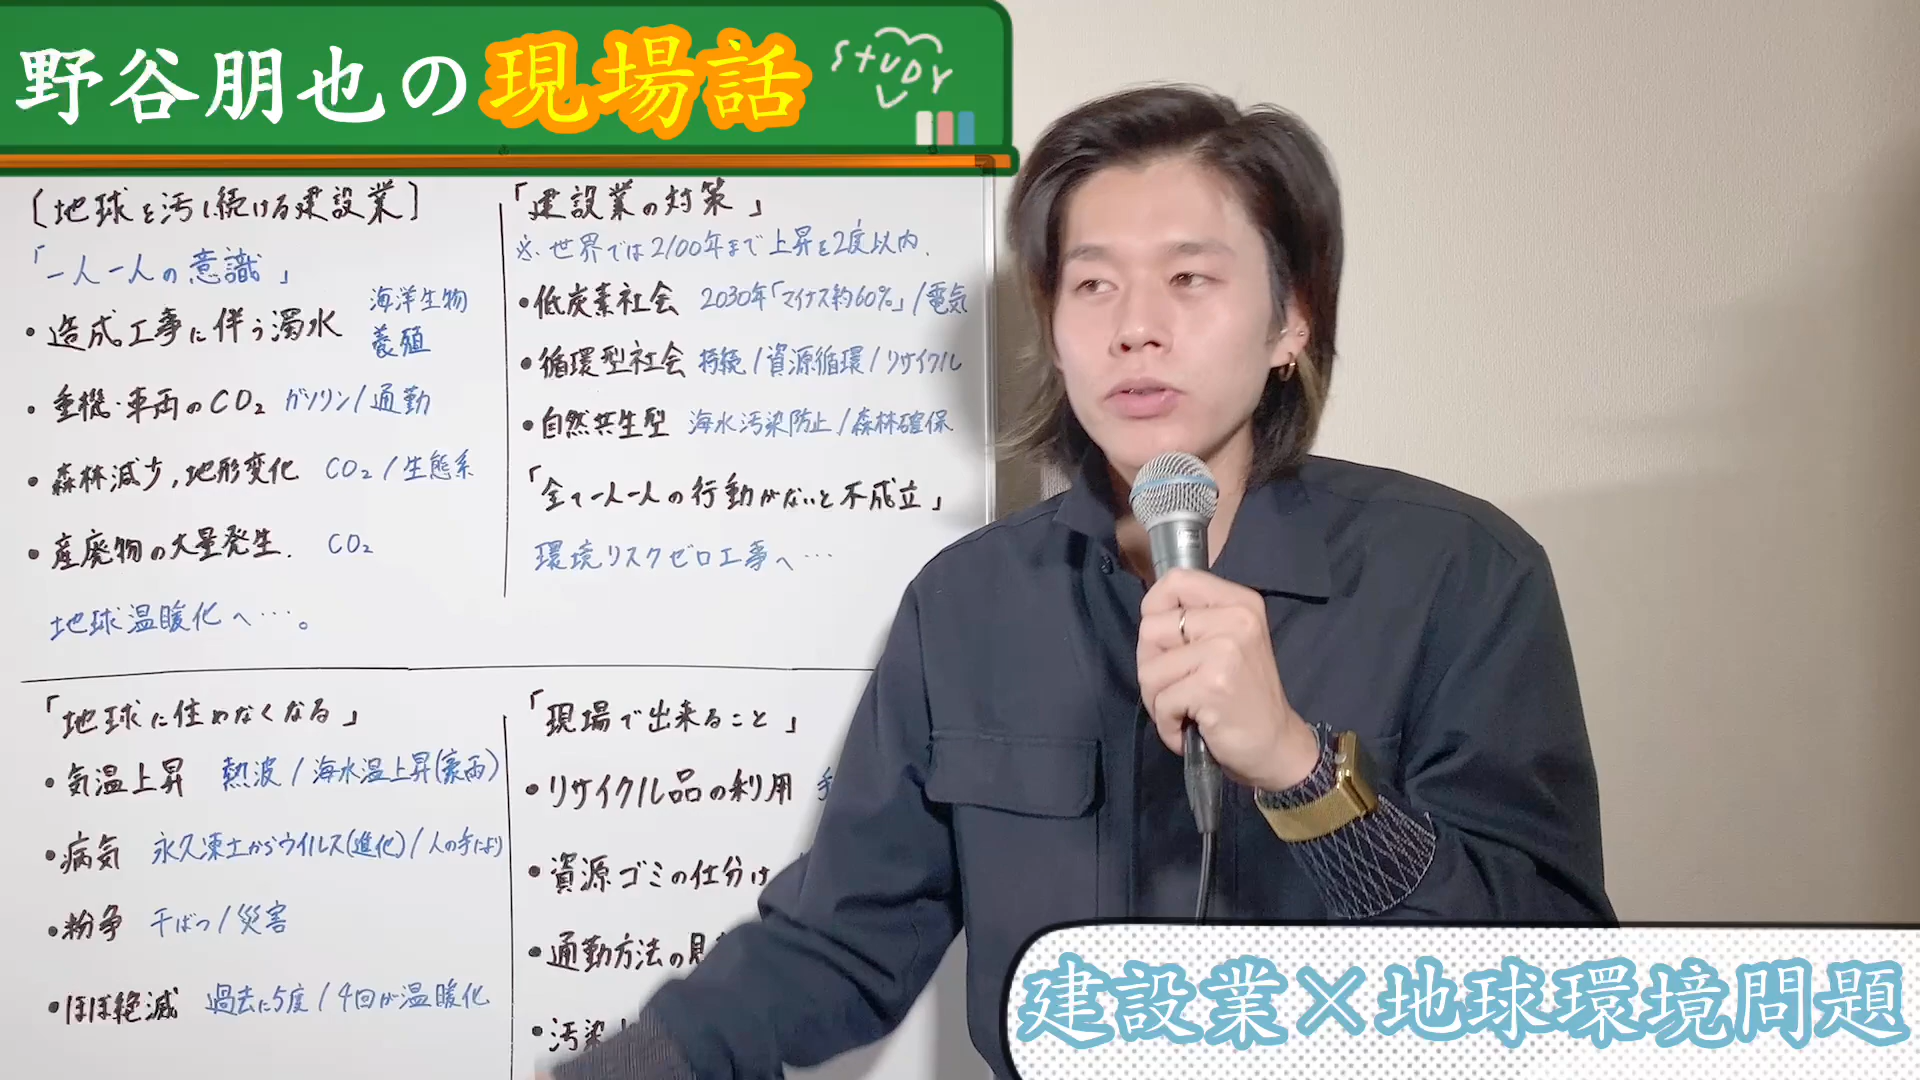 野谷朋也の現場話
STUDY
〔地球を汚し続ける建設業〕
「一人一人の意識」
・造成工事に伴う濁水 海洋生物
養殖
・重機・車両のCO2 ガソリン/通勤
・森林減少,地形変化 CO2/生態系
・産廃物の大量発生. CO2
地球温暖化へ…。
「建設業の対策」
※.世界では2100年まで上昇を2度以内.
・低炭素社会 2030年「マイナス約60%」/電気
・循環型社会 持続/資源循環/リサイクル
・自然共生型 海水汚染防止/森林確保
「全て一人一人の行動がないと不成立」
環境リスクゼロ工事へ…
「地球に住めなくなる」
・気温上昇 熱波/海水温上昇(豪雨)
・病気 永久凍土からウイルス(進化)/人の手により
・紛争 干ばつ/災害
・ほぼ絶滅 過去に5度/4回が温暖化
「現場で出来ること」
・リサイクル品の利用
・資源ゴミの仕分け
・通勤方法の
・汚染
建設業×地球環境問題